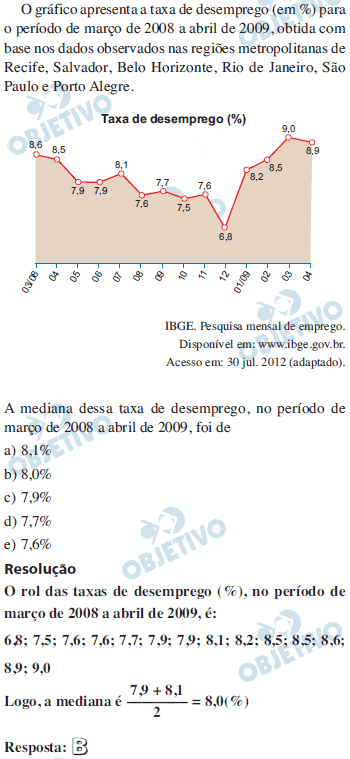 O gráfico apresenta a taxa de desemprego (em %) para
o período de março de 2008 a abril de 2009, obtida com
base nos dados observados nas regiões metropolitanas de
Recife, Salvador, Belo Horizonte, Rio de Janeiro, São
Paulo e Porto Alegre.
OBJETIVO
Taxa de desemprego (%)
8,6
8,5
7,9
7,9
8,1
7,6
7,7
7,5
7,6
6,8
8,2
8,5
9,0
8,9
03/08
04
05
06
07
08
09
10
11
12
01/09
02
03
04
IBGE. Pesquisa mensal de emprego.
Disponível em: www.ibge.gov.br.
Acesso em: 30 jul. 2012 (adaptado).
OBJETIVO
A mediana dessa taxa de desemprego, no período de
março de 2008 a abril de 2009, foi de
a) 8,1%
b) 8,0%
c) 7,9%
d) 7,7%
e) 7,6%
OBJETIVO
OBJETIVO
Resolução
O rol das taxas de desemprego (%), no período de
março de 2008 a abril de 2009, é:
6,8; 7,5; 7,6; 7,6; 7,7; 7,9; 7,9; 8,1; 8,2; 8,5; 8,5; 8,6;
8,9; 9,0
OBJETIVO
Logo, a mediana é 7,9 + 8,1 / 2 = 8,0(%)
Resposta: B
OBJETIVO